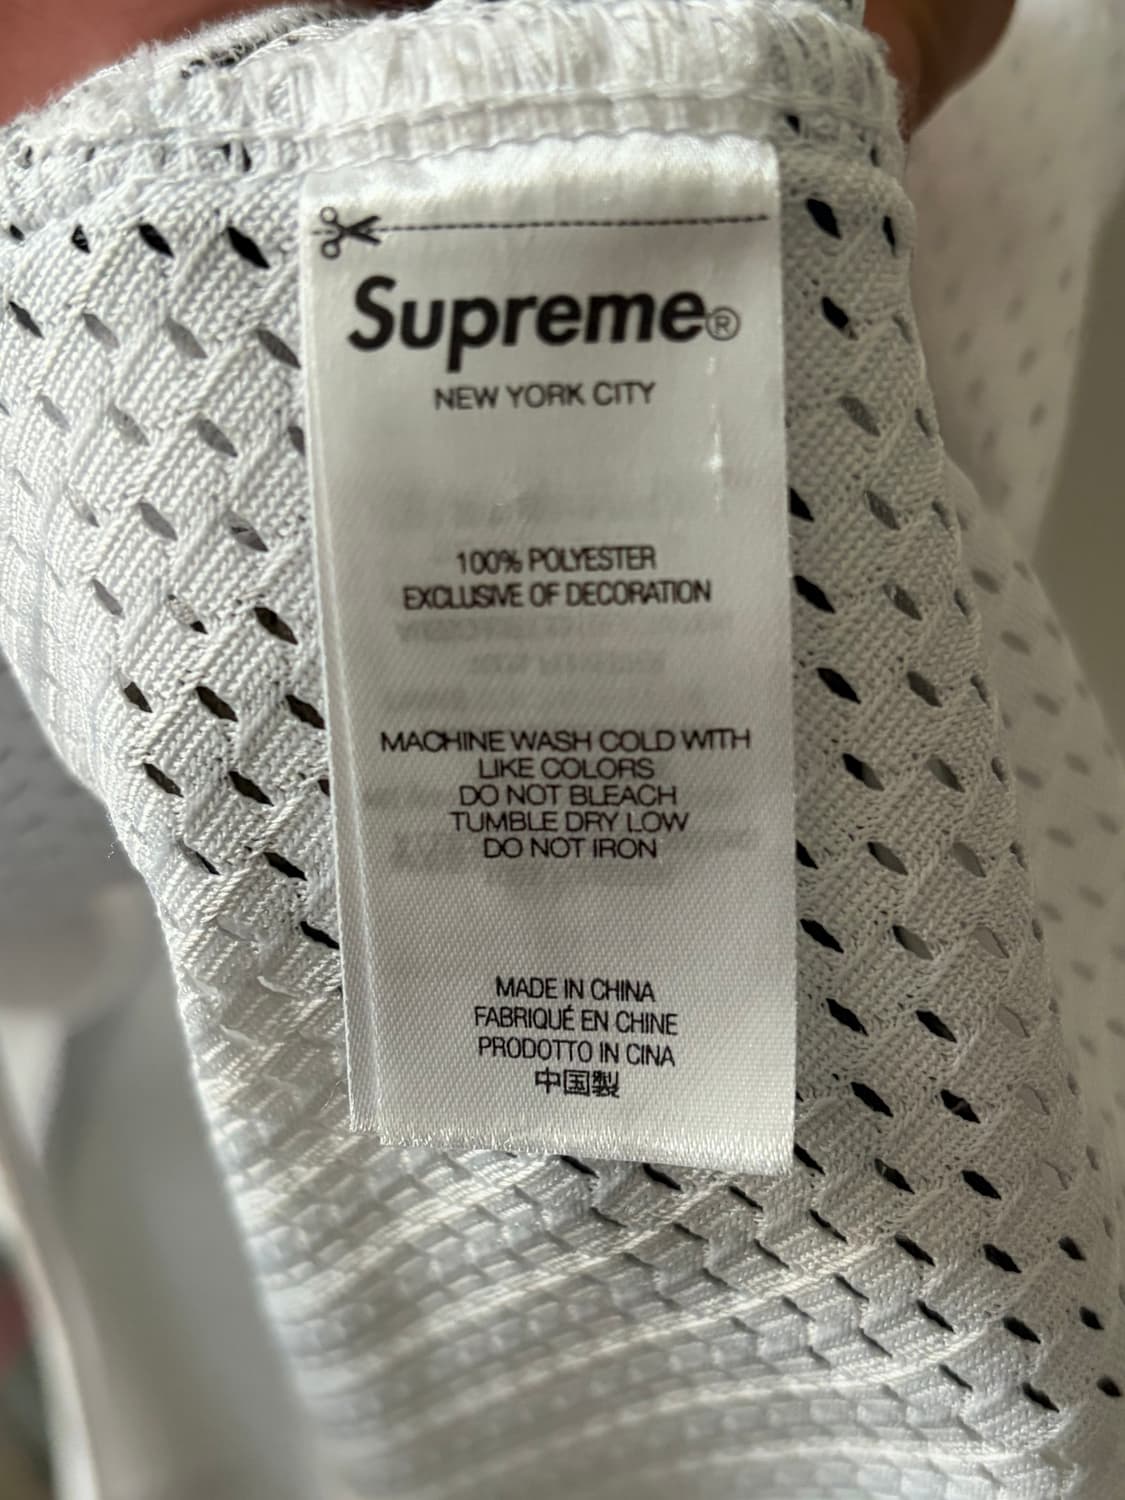 Supreme®
NEW YORK CITY
100% POLYESTER
EXCLUSIVE OF DECORATION
MACHINE WASH COLD WITH
LIKE COLORS
DO NOT BLEACH
TUMBLE DRY LOW
DO NOT IRON
MADE IN CHINA
FABRIQUÉ EN CHINE
PRODOTTO IN CINA
中国製